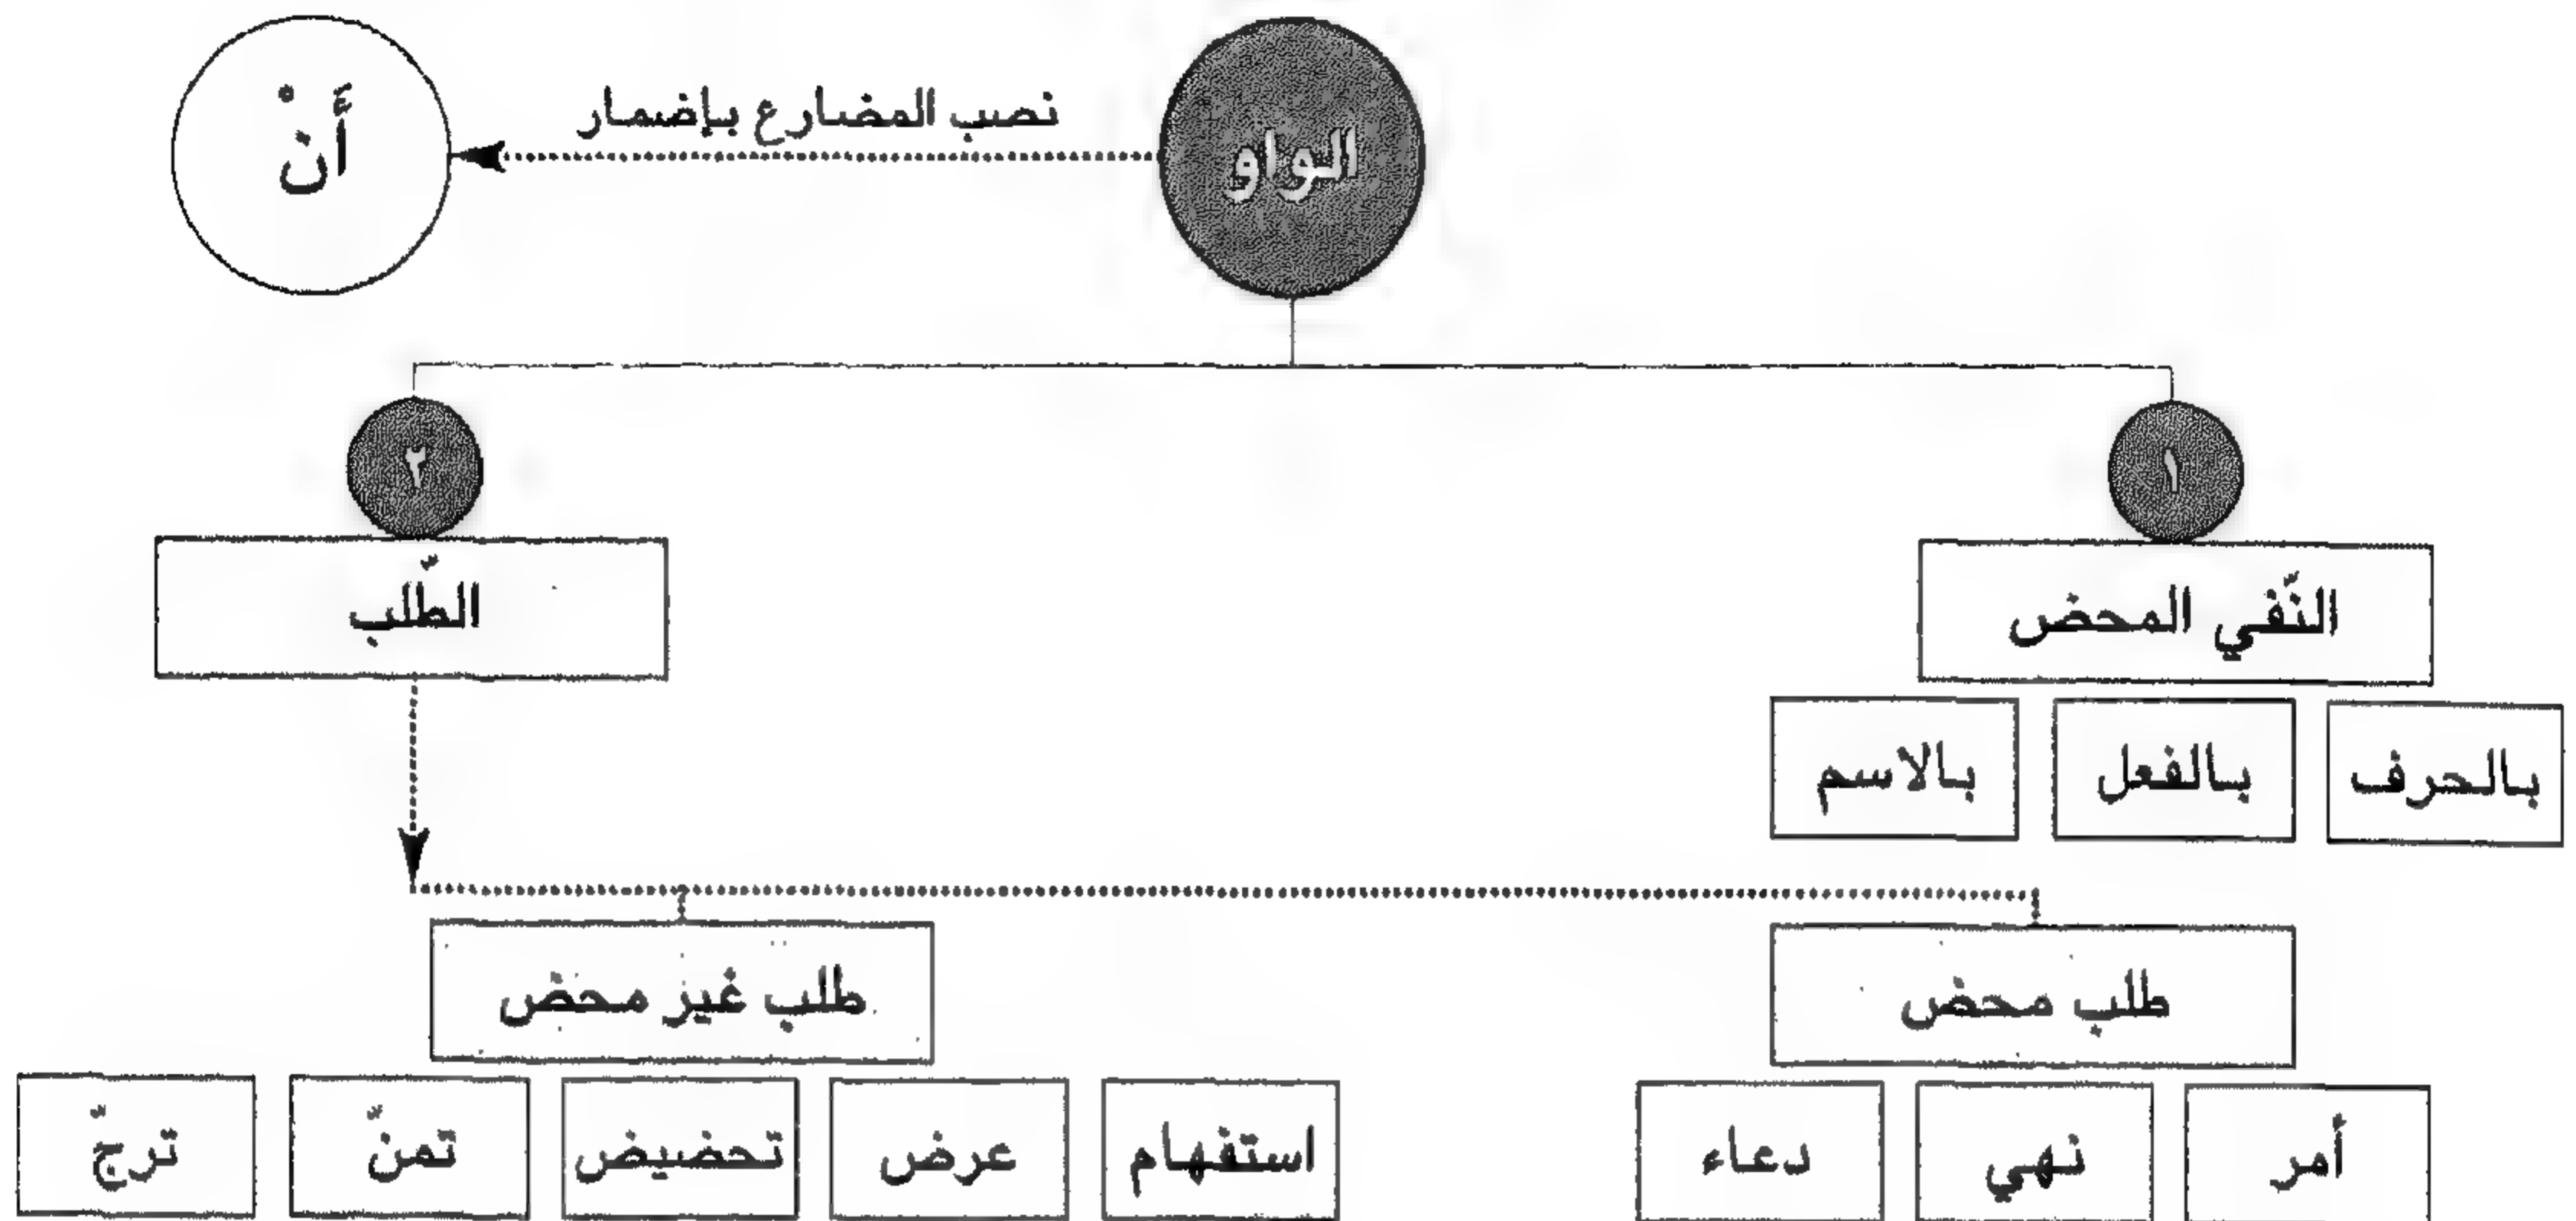 الواو
نصب المضارع بإضمار
أَنْ
١
النّفي المحض
بالحرف
بالفعل
بالاسم
٢
الطّلب
طلب محض
أمر
نهي
دعاء
طلب غير محض
استفهام
عرض
تحضيض
تمنّ
ترجّ